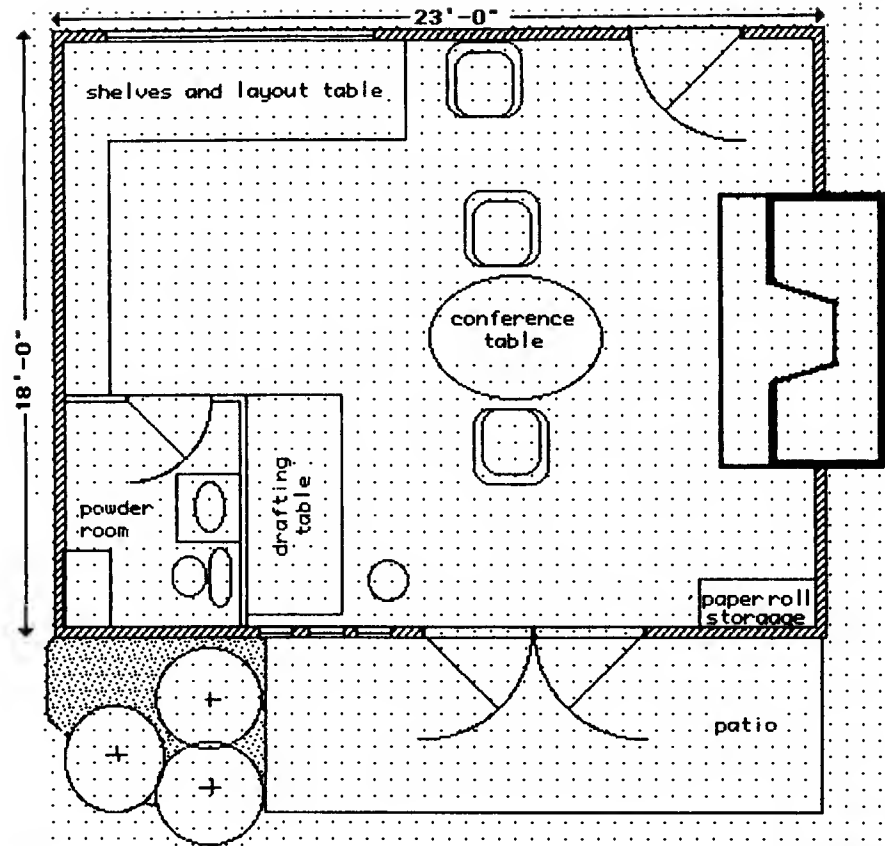 23'-0"
shelves and layout table
18'-0"
conference
table
drafting
table
powder
room
paper roll
storaage
patio